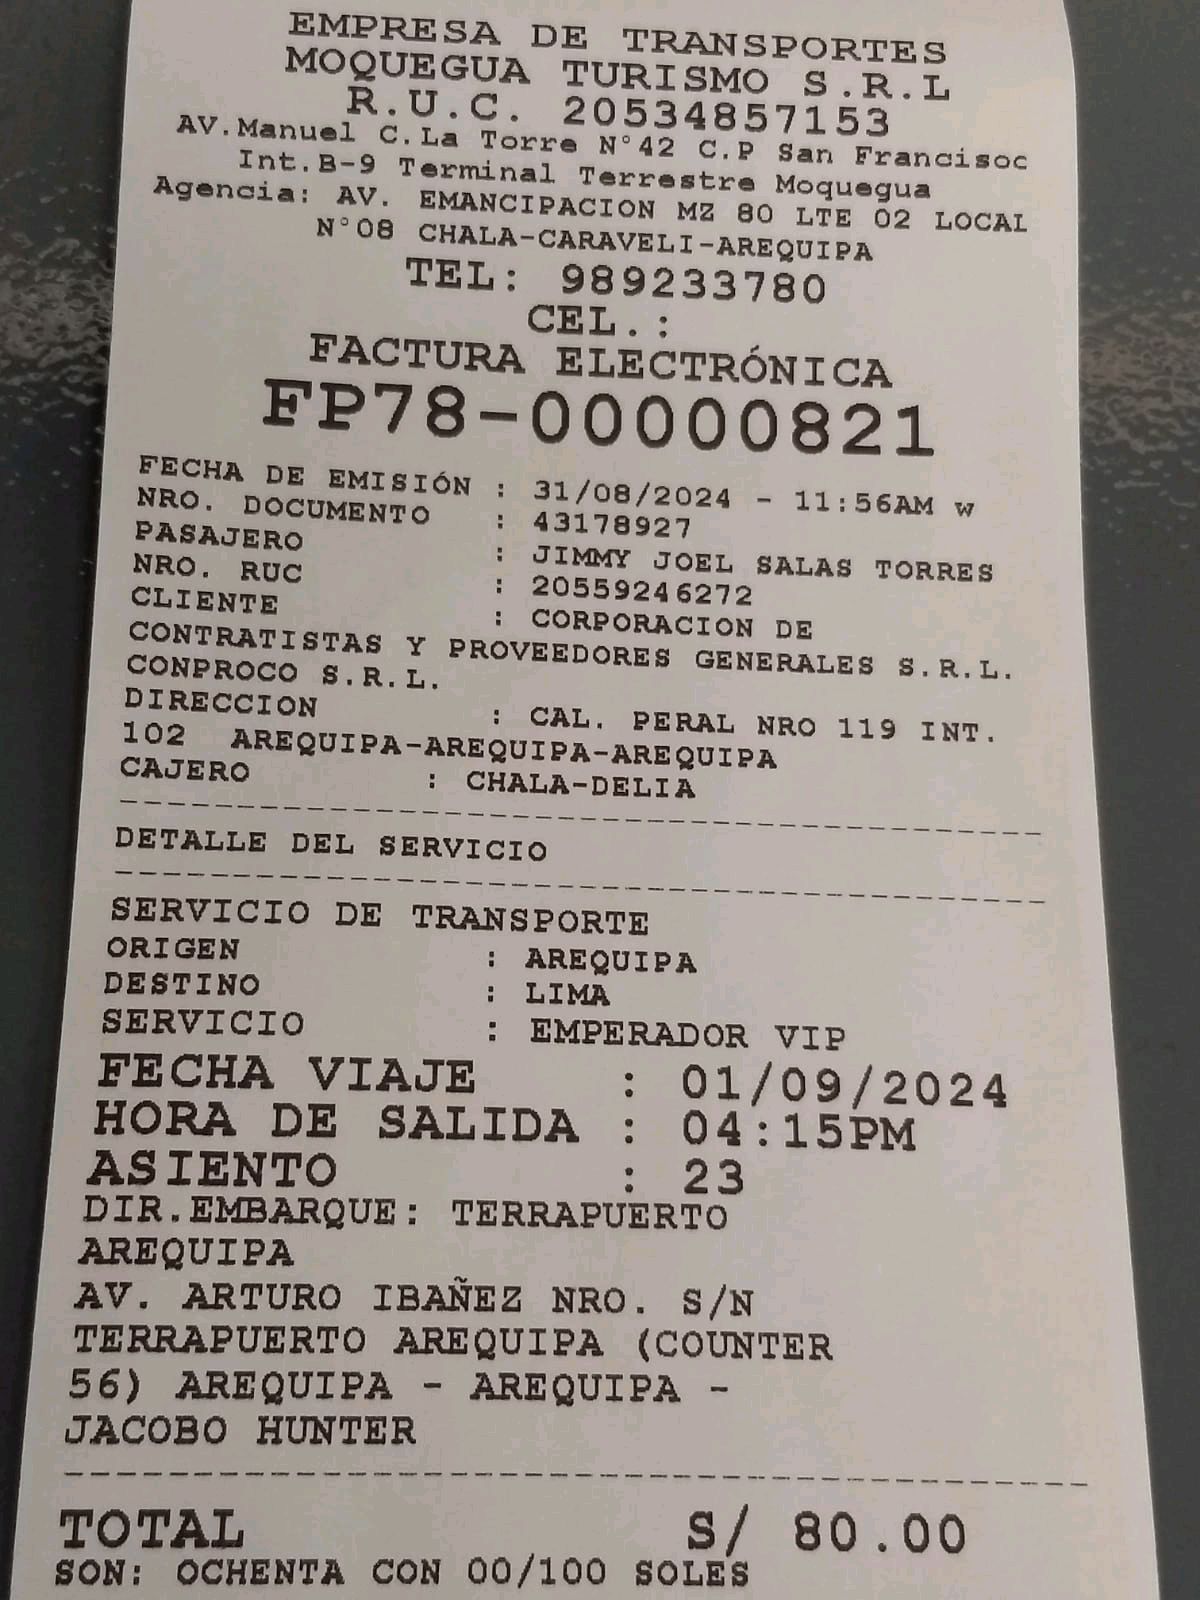 EMPRESA DE TRANSPORTES
MOQUEGUA TURISMO S.R.L
R.U.C. 20534857153
AV.Manuel C.La Torre N°42 C.P San Francisoc
Int.B-9 Terminal Terrestre Moquegua
Agencia: AV. EMANCIPACION MZ 80 LTE 02 LOCAL
N°08 CHALA-CARAVELI-AREQUIPA
TEL: 989233780
CEL.:
FACTURA ELECTRÓNICA
FP78-00000821
FECHA DE EMISIÓN : 31/08/2024 - 11:56AM w
NRO. DOCUMENTO : 43178927
PASAJERO : JIMMY JOEL SALAS TORRES
NRO. RUC : 20559246272
CLIENTE : CORPORACION DE
CONTRATISTAS Y PROVEEDORES GENERALES S.R.L.
CONPROCO S.R.L.
DIRECCION : CAL. PERAL NRO 119 INT.
102 AREQUIPA-AREQUIPA-AREQUIPA
CAJERO : CHALA-DELIA
DETALLE DEL SERVICIO
SERVICIO DE TRANSPORTE
ORIGEN : AREQUIPA
DESTINO : LIMA
SERVICIO : EMPERADOR VIP
FECHA VIAJE : 01/09/2024
HORA DE SALIDA : 04:15PM
ASIENTO : 23
DIR.EMBARQUE: TERRAPUERTO
AREQUIPA
AV. ARTURO IBAÑEZ NRO. S/N
TERRAPUERTO AREQUIPA (COUNTER
56) AREQUIPA - AREQUIPA -
JACOBO HUNTER
TOTAL S/ 80.00
SON: OCHENTA CON 00/100 SOLES